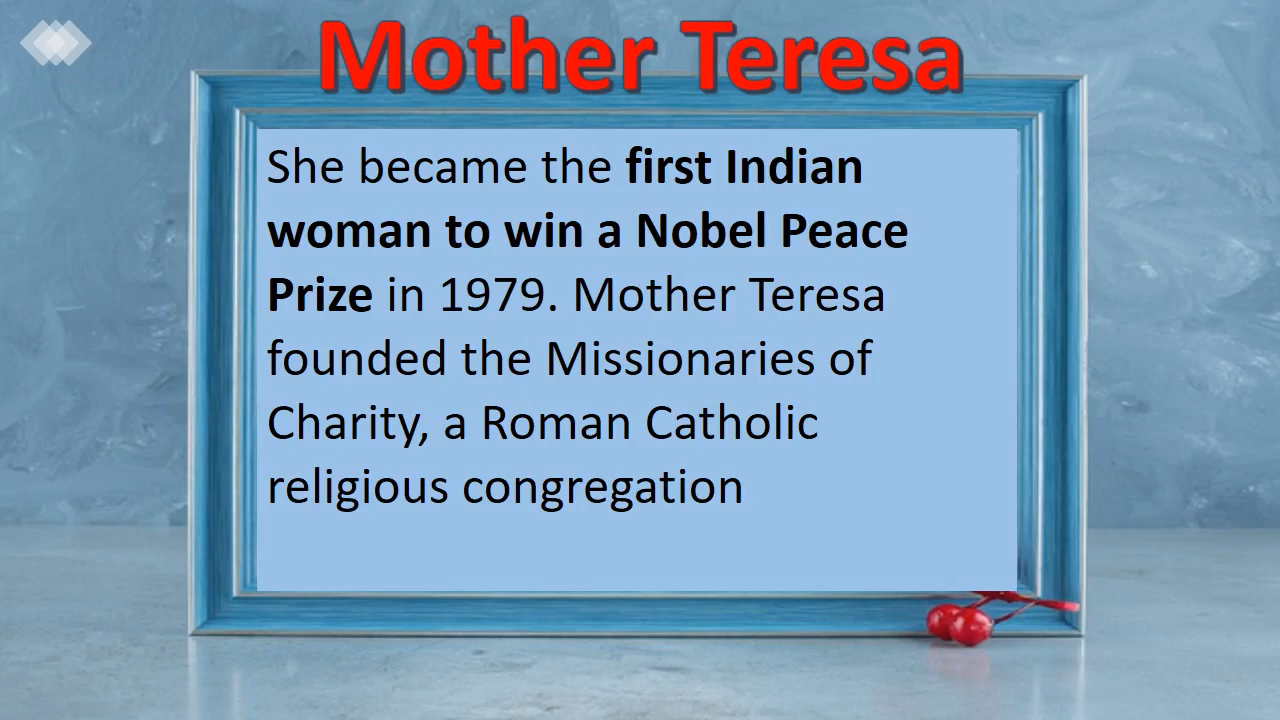 Mother Teresa
She became the first Indian
woman to win a Nobel Peace
Prize in 1979. Mother Teresa
founded the Missionaries of
Charity, a Roman Catholic
religious congregation